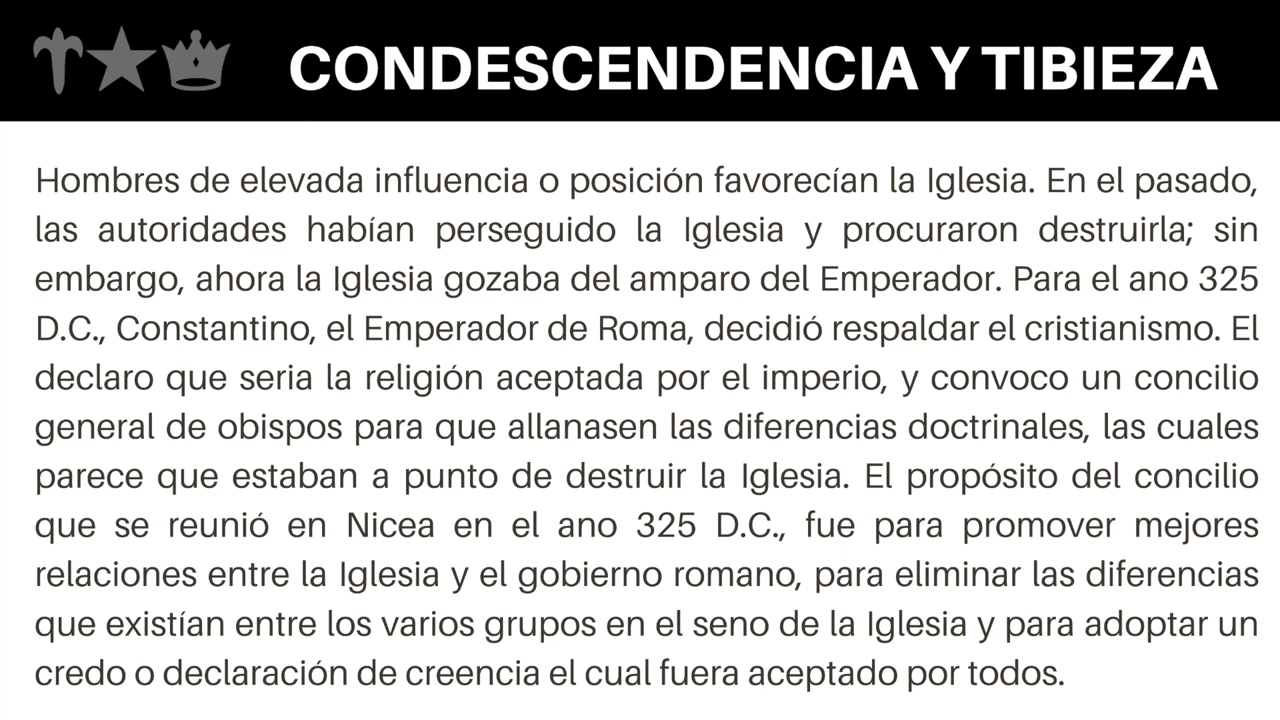 CONDESCENDENCIA Y TIBIEZA
Hombres de elevada influencia o posición favorecían la Iglesia. En el pasado,
las autoridades habían perseguido la Iglesia y procuraron destruirla; sin
embargo, ahora la Iglesia gozaba del amparo del Emperador. Para el ano 325
D.C., Constantino, el Emperador de Roma, decidió respaldar el cristianismo. El
declaro que seria la religión aceptada por el imperio, y convoco un concilio
general de obispos para que allanasen las diferencias doctrinales, las cuales
parece que estaban a punto de destruir la Iglesia. El propósito del concilio
que se reunió en Nicea en el ano 325 D.C., fue para promover mejores
relaciones entre la Iglesia y el gobierno romano, para eliminar las diferencias
que existían entre los varios grupos en el seno de la Iglesia y para adoptar un
credo o declaración de creencia el cual fuera aceptado por todos.